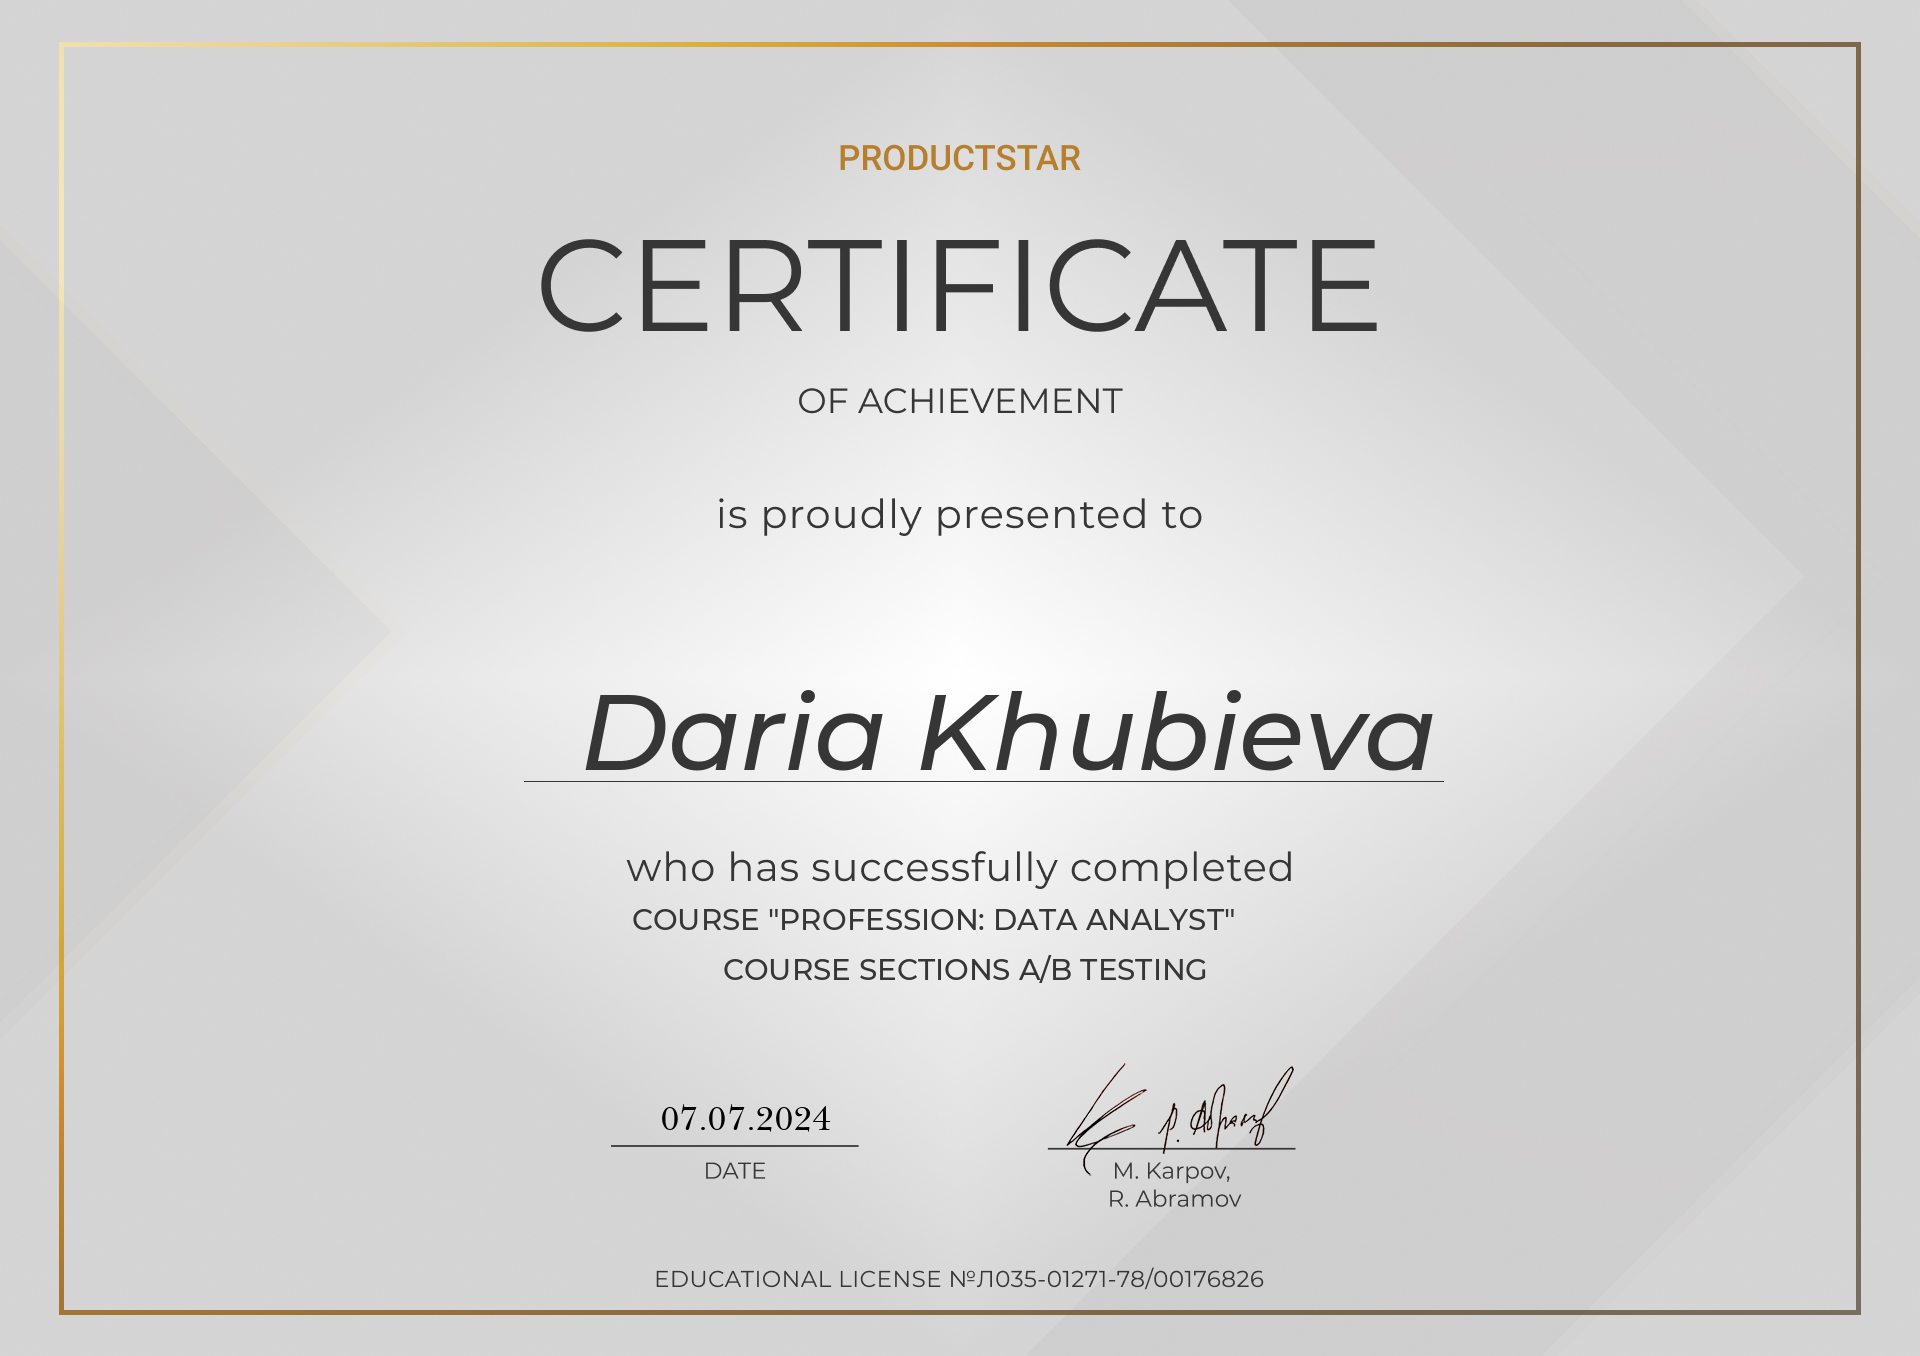 PRODUCTSTAR
CERTIFICATE
OF ACHIEVEMENT
is proudly presented to
Daria Khubieva
who has successfully completed
COURSE "PROFESSION: DATA ANALYST"
COURSE SECTIONS A/B TESTING
07.07.2024
DATE
M. Karpov,
R. Abramov
EDUCATIONAL LICENSE №Л035-01271-78/00176826